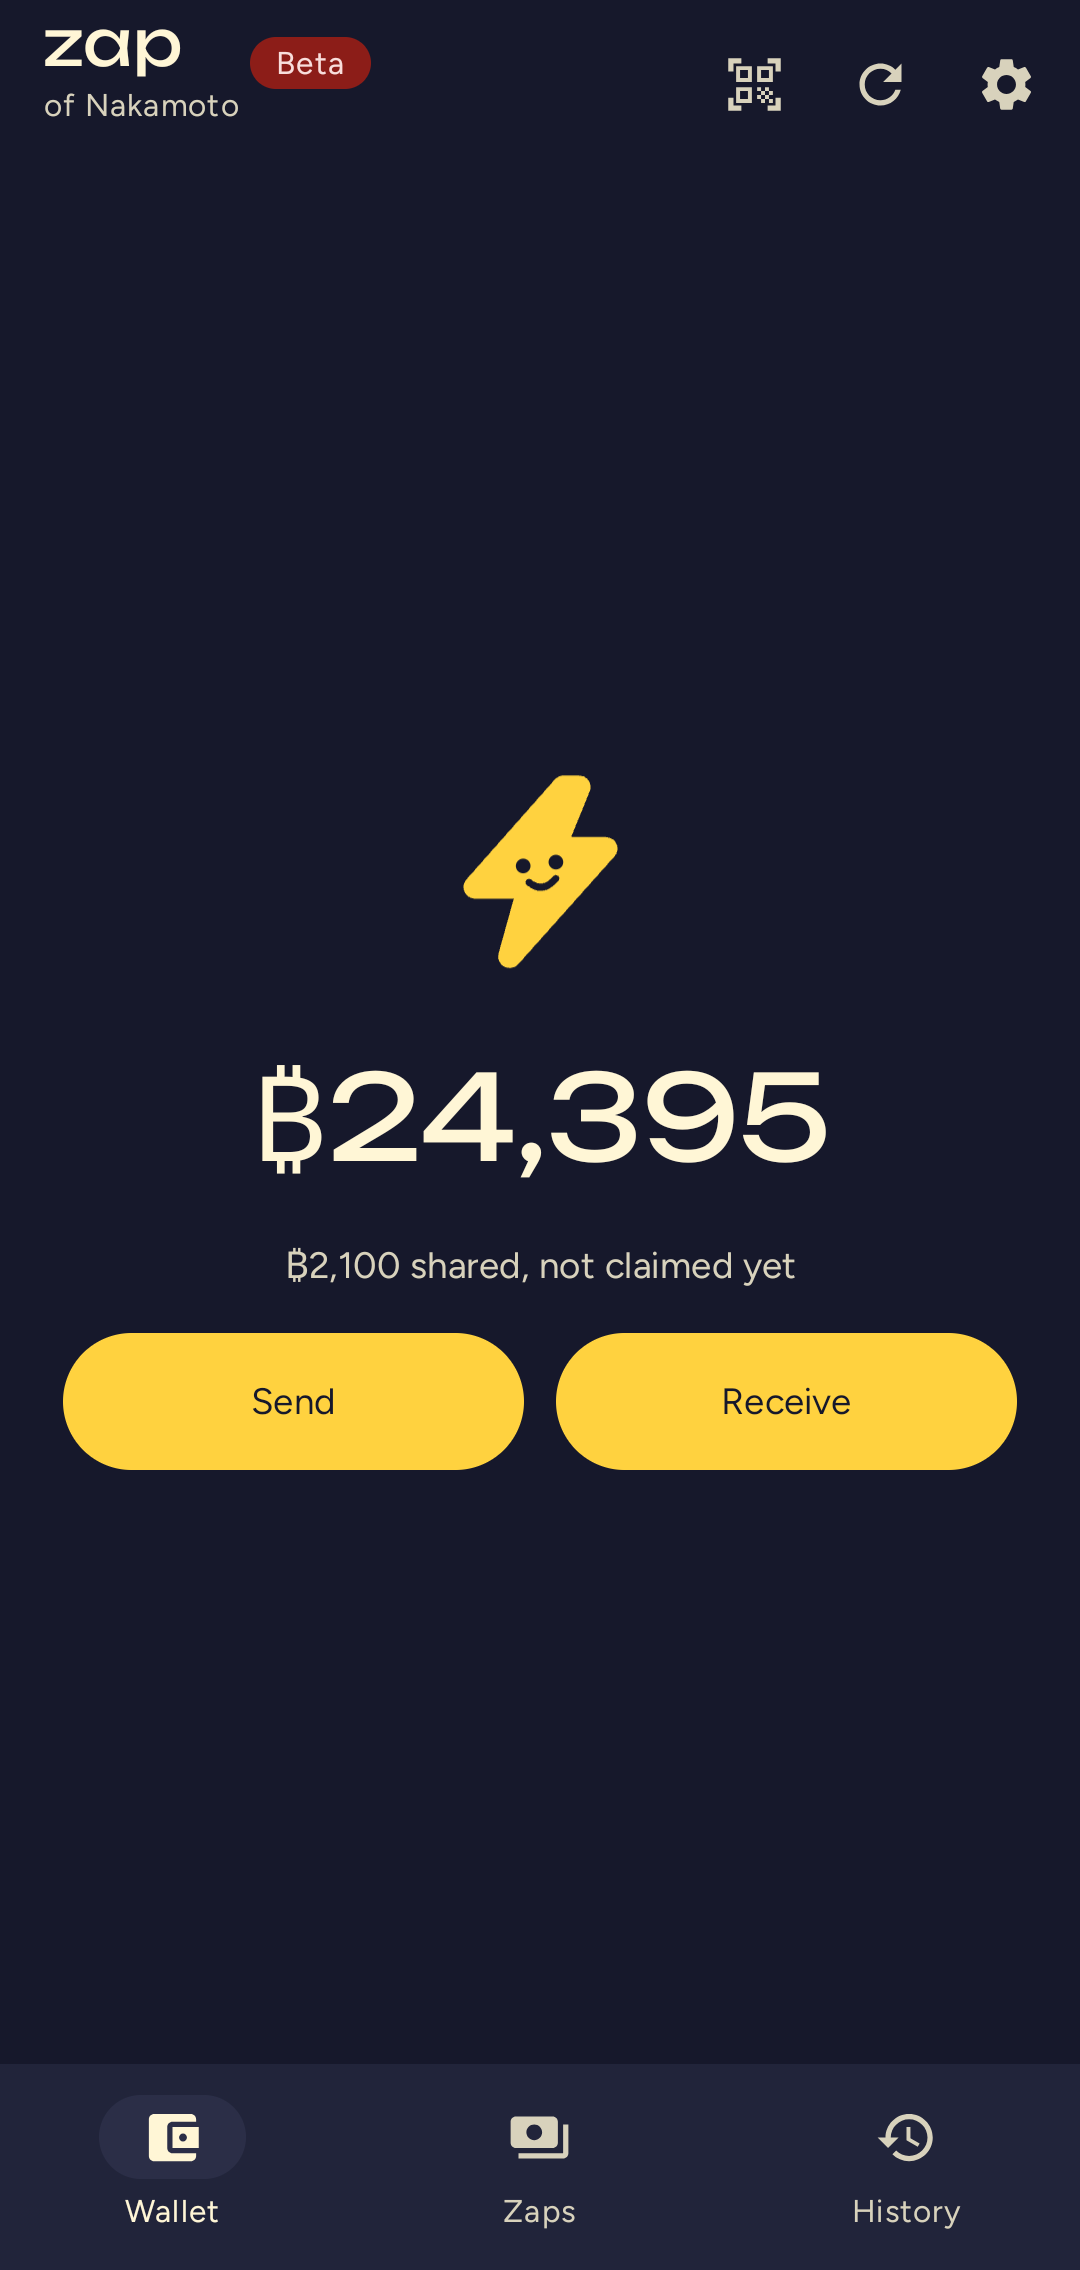 zap
Beta
of Nakamoto
₿24,395
₿2,100 shared, not claimed yet
Send
Receive
Wallet
Zaps
History